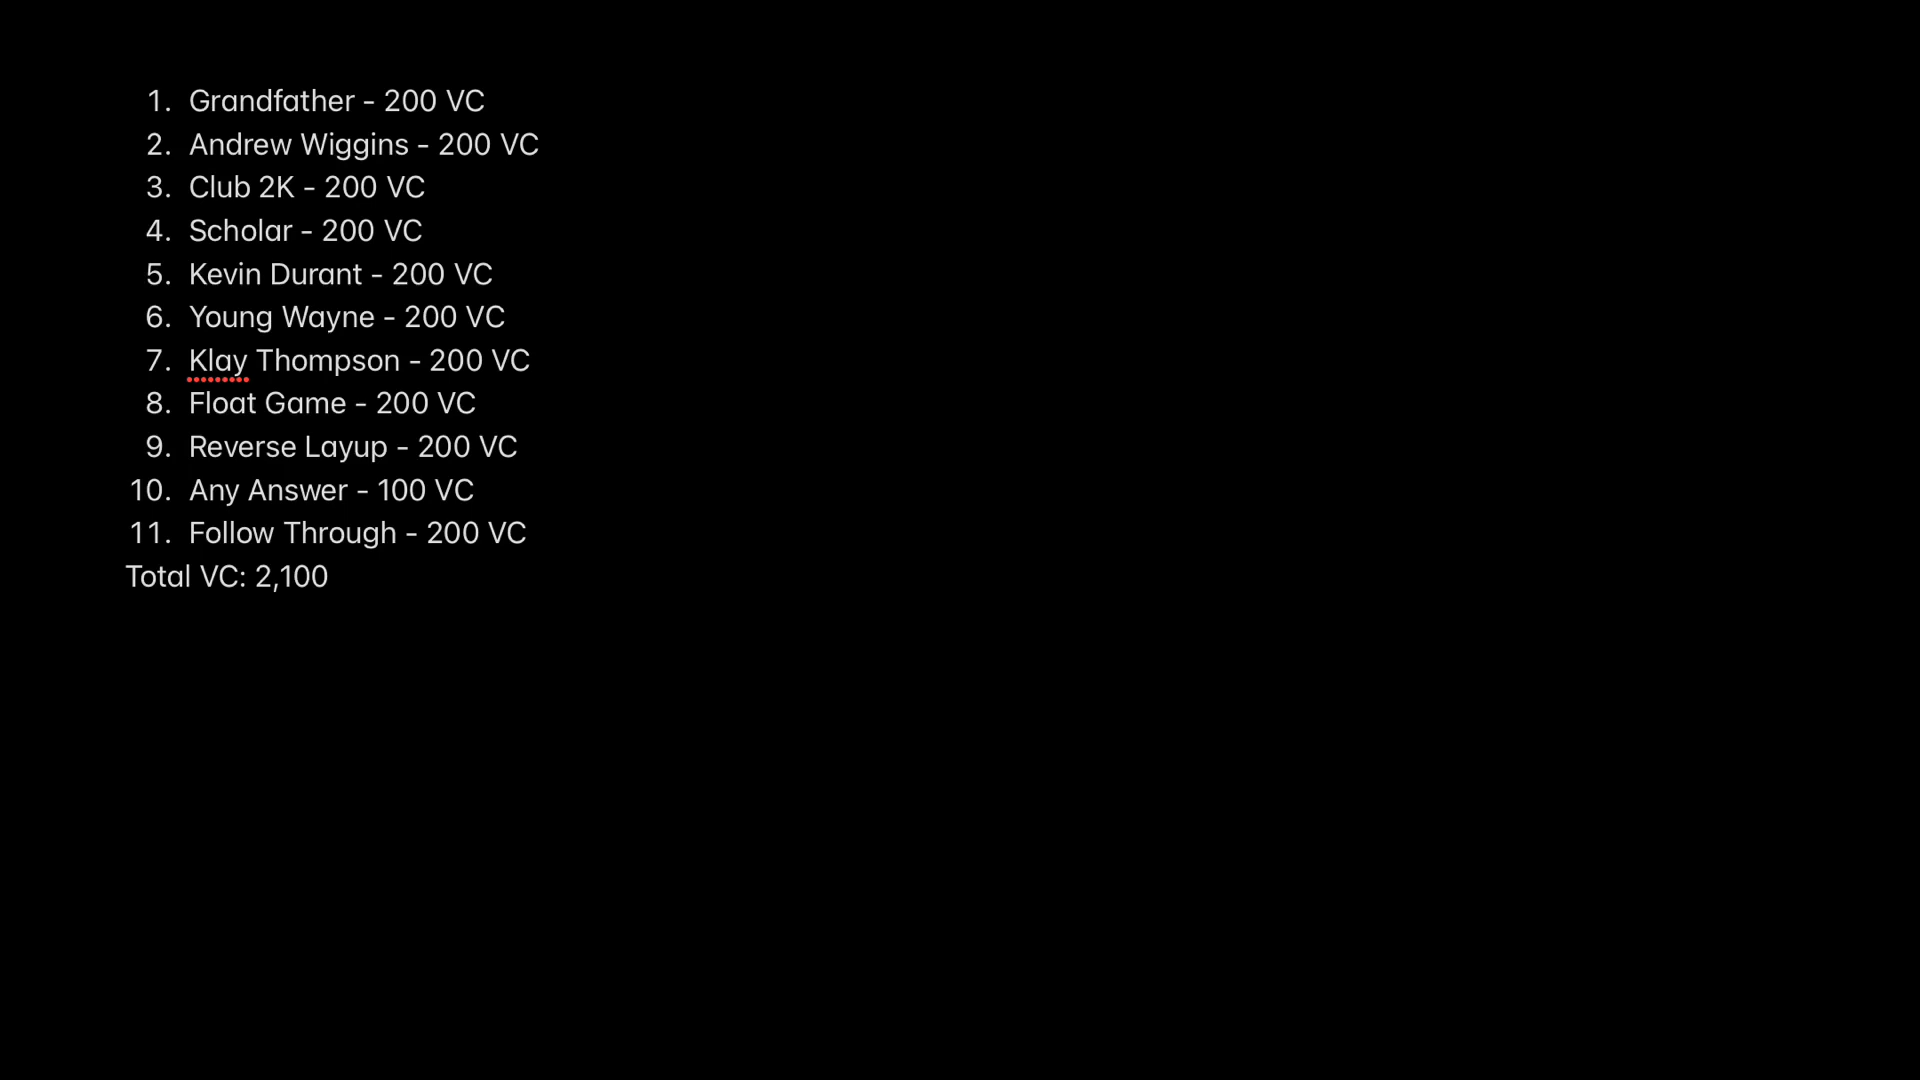 1. Grandfather - 200 VC
2. Andrew Wiggins - 200 VC
3. Club 2K - 200 VC
4. Scholar - 200 VC
5. Kevin Durant - 200 VC
6. Young Wayne - 200 VC
7. Klay Thompson - 200 VC
8. Float Game - 200 VC
9. Reverse Layup - 200 VC
10. Any Answer - 100 VC
11. Follow Through - 200 VC
Total VC: 2,100